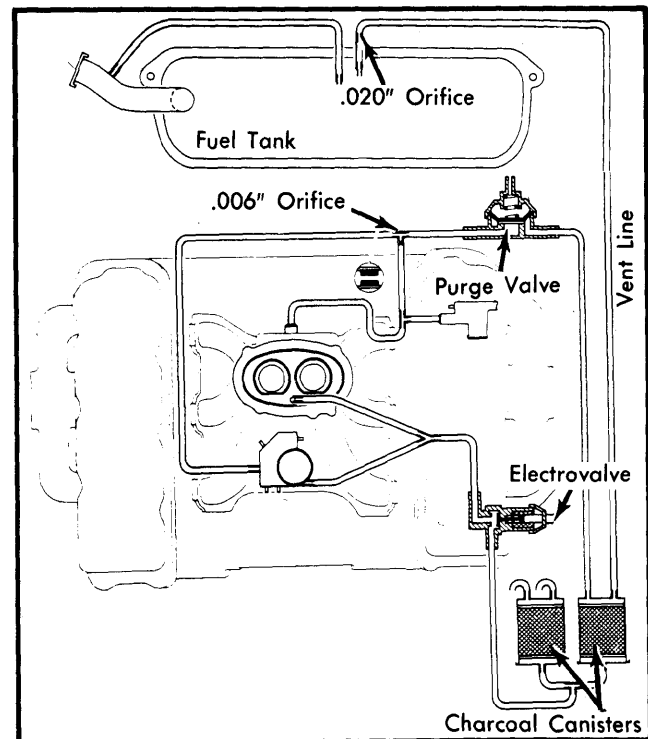 .020" Orifice
Fuel Tank
.006" Orifice
Purge Valve
Vent Line
Electrovalve
Charcoal Canisters